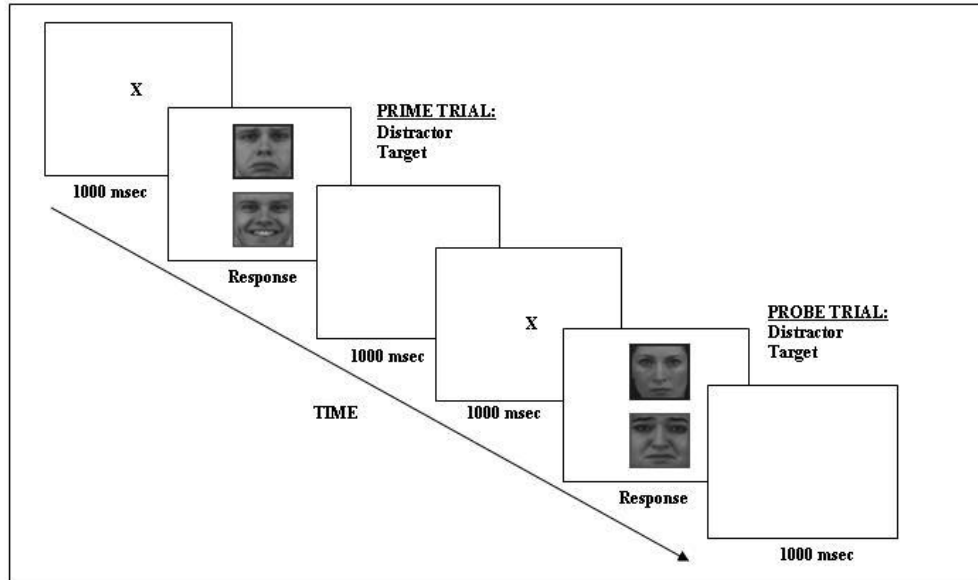 X
1000 msec
PRIME TRIAL:
Distractor
Target
Response
1000 msec
X
1000 msec
PROBE TRIAL:
Distractor
Target
Response
1000 msec
TIME